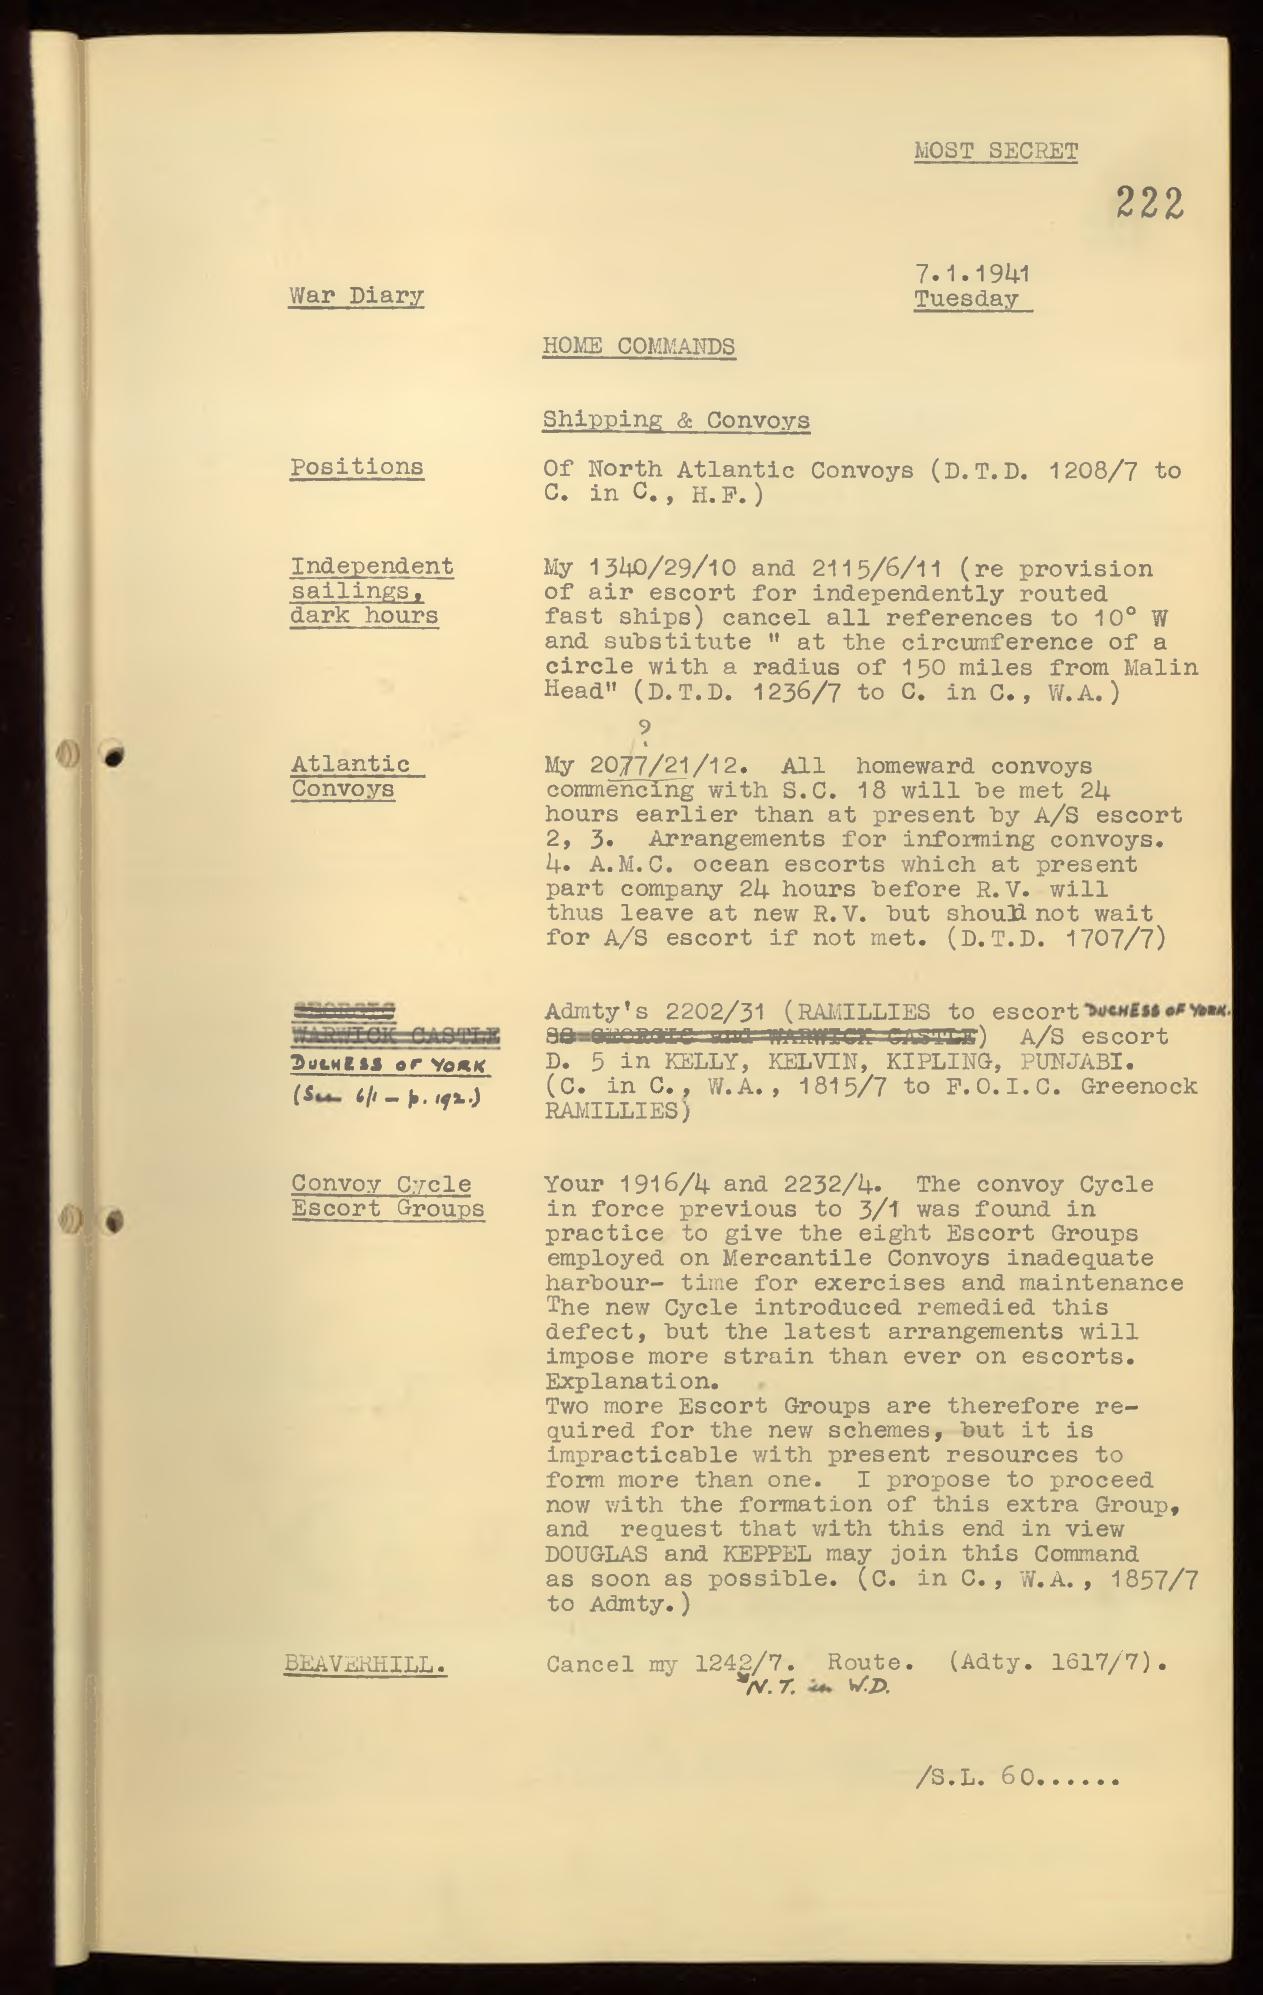 MOST SECRET
222
7.1.1941
War Diary
Tuesday
HOME COMMANDS
Shipping & Convoys
Positions
Of North Atlantic Convoys (D.T.D. 1208/7 to
C. in C., H.F.)
Independent
sailings,
dark hours
My 1340/29/10 and 2115/6/11 (re provision
of air escort for independently routed
fast ships) cancel all references to 10° W
and substitute " at the circumference of a
circle with a radius of 150 miles from Malin
Head" (D.T.D. 1236/7 to C. in C., W.A.)
?
Atlantic
Convoys
My 2077/21/12. All homeward convoys
commencing with S.C. 18 will be met 24
hours earlier than at present by A/S escort
2, 3. Arrangements for informing convoys.
4. A.M.C. ocean escorts which at present
part company 24 hours before R.V. will
thus leave at new R.V. but should not wait
for A/S escort if not met. (D.T.D. 1707/7)
GEORGIC
WARWICK CASTLE
DUCHESS OF YORK
(See 6/1 - p. 192.)
Admty's 2202/31 (RAMILLIES to escort DUCHESS OF YORK.
SS GEORGIC and WARWICK CASTLE) A/S escort
D. 5 in KELLY, KELVIN, KIPLING, PUNJABI.
(C. in C., W.A., 1815/7 to F.O.I.C. Greenock
RAMILLIES)
Convoy Cycle
Escort Groups
Your 1916/4 and 2232/4. The convoy Cycle
in force previous to 3/1 was found in
practice to give the eight Escort Groups
employed on Mercantile Convoys inadequate
harbour- time for exercises and maintenance
The new Cycle introduced remedied this
defect, but the latest arrangements will
impose more strain than ever on escorts.
Explanation.
Two more Escort Groups are therefore re-
quired for the new schemes, but it is
impracticable with present resources to
form more than one. I propose to proceed
now with the formation of this extra Group,
and request that with this end in view
DOUGLAS and KEPPEL may join this Command
as soon as possible. (C. in C., W.A., 1857/7
to Admty.)
BEAVERHILL.
Cancel my 1242/7. Route. (Adty. 1617/7).
N.T. in W.D.
/S.L. 60......